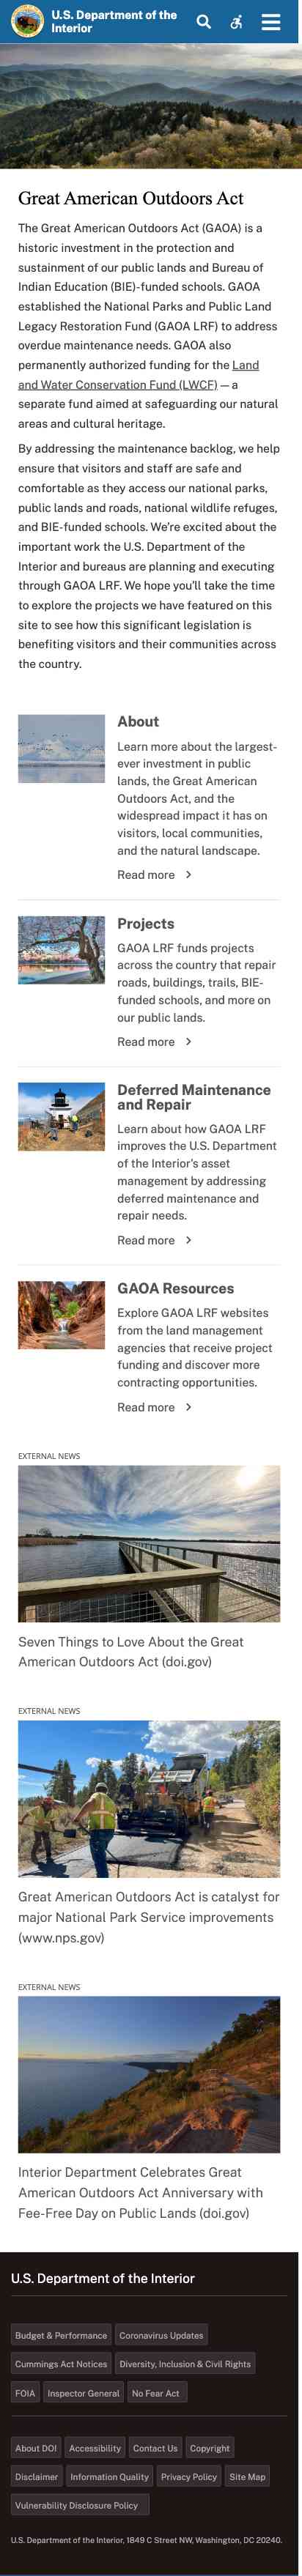 U.S. Department of the
Interior
Great American Outdoors Act
The Great American Outdoors Act (GAOA) is a
historic investment in the protection and
sustainment of our public lands and Bureau of
Indian Education (BIE)-funded schools. GAOA
established the National Parks and Public Land
Legacy Restoration Fund (GAOA LRF) to address
overdue maintenance needs. GAOA also
permanently authorized funding for the Land
and Water Conservation Fund (LWCF) — a
separate fund aimed at safeguarding our natural
areas and cultural heritage.
By addressing the maintenance backlog, we help
ensure that visitors and staff are safe and
comfortable as they access our national parks,
public lands and roads, national wildlife refuges,
and BIE-funded schools. We're excited about the
important work the U.S. Department of the
Interior and bureaus are planning and executing
through GAOA LRF. We hope you'll take the time
to explore the projects we have featured on this
site to see how this significant legislation is
benefiting visitors and their communities across
the country.
About
Learn more about the largest-
ever investment in public
lands, the Great American
Outdoors Act, and the
widespread impact it has on
visitors, local communities,
and the natural landscape.
Read more
Projects
GAOA LRF funds projects
across the country that repair
roads, buildings, trails, BIE-
funded schools, and more on
our public lands.
Read more
Deferred Maintenance
and Repair
Learn about how GAOA LRF
improves the U.S. Department
of the Interior's asset
management by addressing
deferred maintenance and
repair needs.
Read more
GAOA Resources
Explore GAOA LRF websites
from the land management
agencies that receive project
funding and discover more
contracting opportunities.
Read more
EXTERNAL NEWS
Seven Things to Love About the Great
American Outdoors Act (doi.gov)
EXTERNAL NEWS
Great American Outdoors Act is catalyst for
major National Park Service improvements
(www.nps.gov)
EXTERNAL NEWS
Interior Department Celebrates Great
American Outdoors Act Anniversary with
Fee-Free Day on Public Lands (doi.gov)
U.S. Department of the Interior
Budget & Performance Coronavirus Updates
Cummings Act Notices Diversity, Inclusion & Civil Rights
FOIA Inspector General No Fear Act
About DOI Accessibility Contact Us Copyright
Disclaimer Information Quality Privacy Policy Site Map
Vulnerability Disclosure Policy
U.S. Department of the Interior, 1849 C Street NW, Washington, DC 20240.